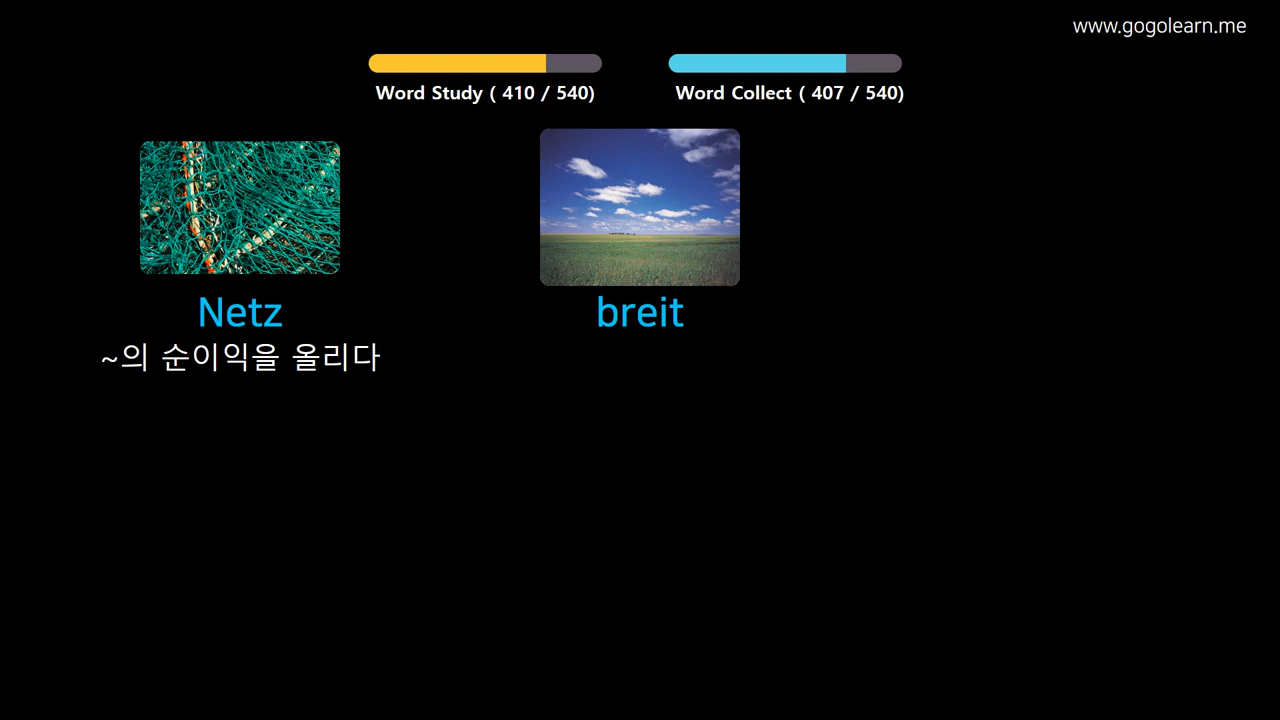 www.gogolearn.me
Word Study ( 410 / 540)
Word Collect ( 407 / 540)
Netz
breit
~의 순이익을 올리다